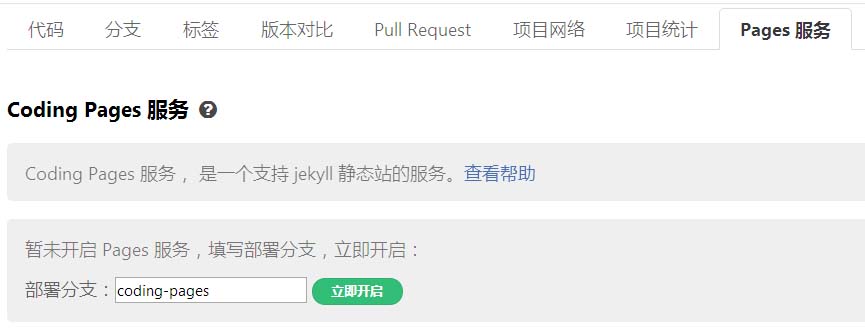 代码 分支 标签 版本对比 Pull Request 项目网络 项目统计 Pages 服务
Coding Pages 服务 ?
Coding Pages 服务， 是一个支持 jekyll 静态站的服务。查看帮助
暂未开启 Pages 服务，填写部署分支，立即开启：
部署分支：coding-pages 立即开启